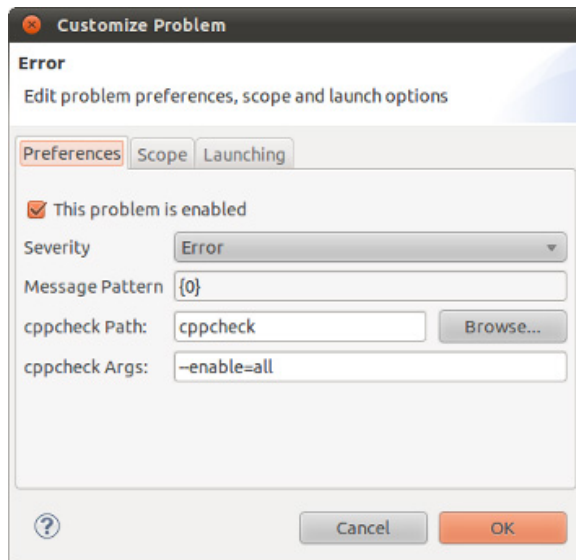 Customize Problem
Error
Edit problem preferences, scope and launch options
Preferences Scope Launching
This problem is enabled
Severity Error
Message Pattern {0}
cppcheck Path: cppcheck Browse...
cppcheck Args: --enable=all
? Cancel OK